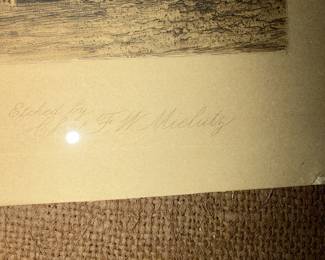 Etched by
F. W. Mielatz